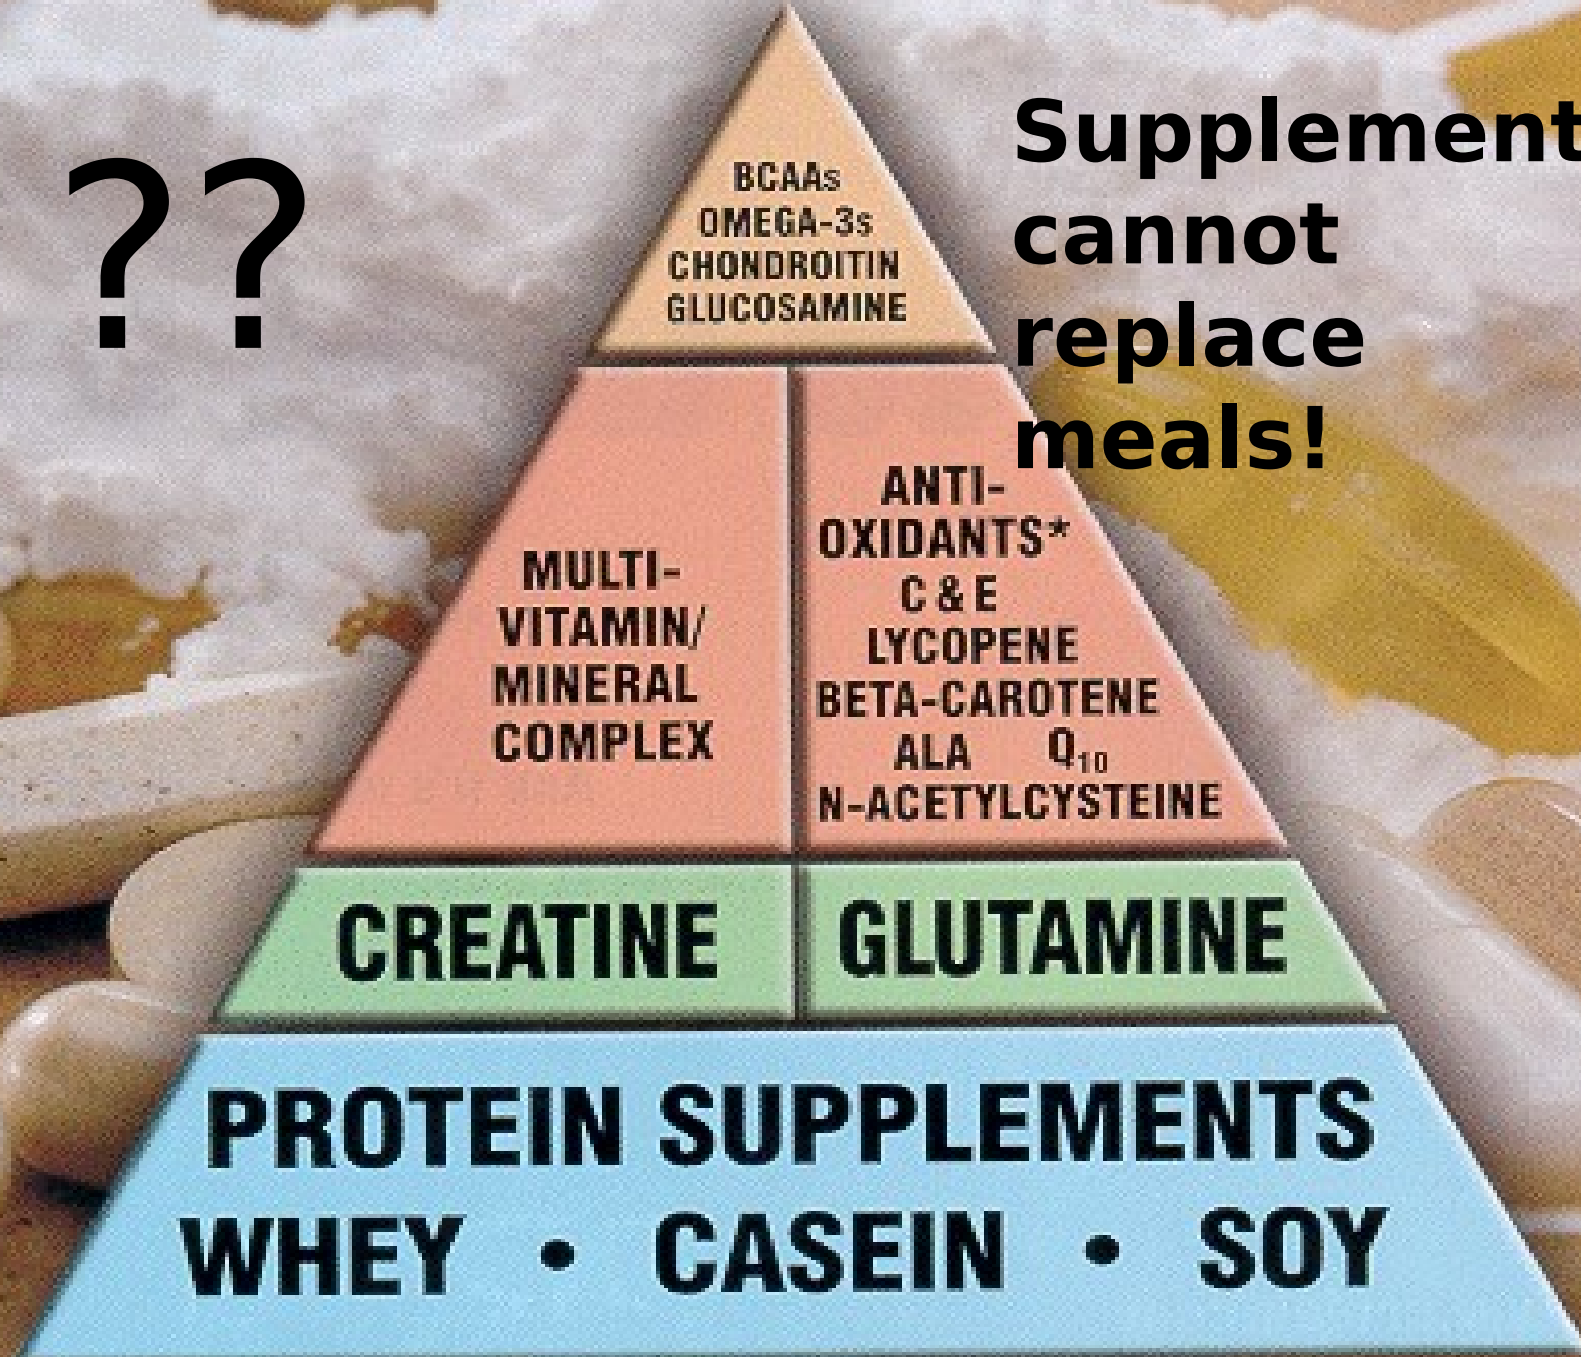 ??
Supplement
cannot
replace
meals!
BCAAs
OMEGA-3s
CHONDROITIN
GLUCOSAMINE
MULTI-
VITAMIN/
MINERAL
COMPLEX
ANTI-
OXIDANTS*
C & E
LYCOPENE
BETA-CAROTENE
ALA Q10
N-ACETYLCYSTEINE
CREATINE
GLUTAMINE
PROTEIN SUPPLEMENTS
WHEY • CASEIN • SOY